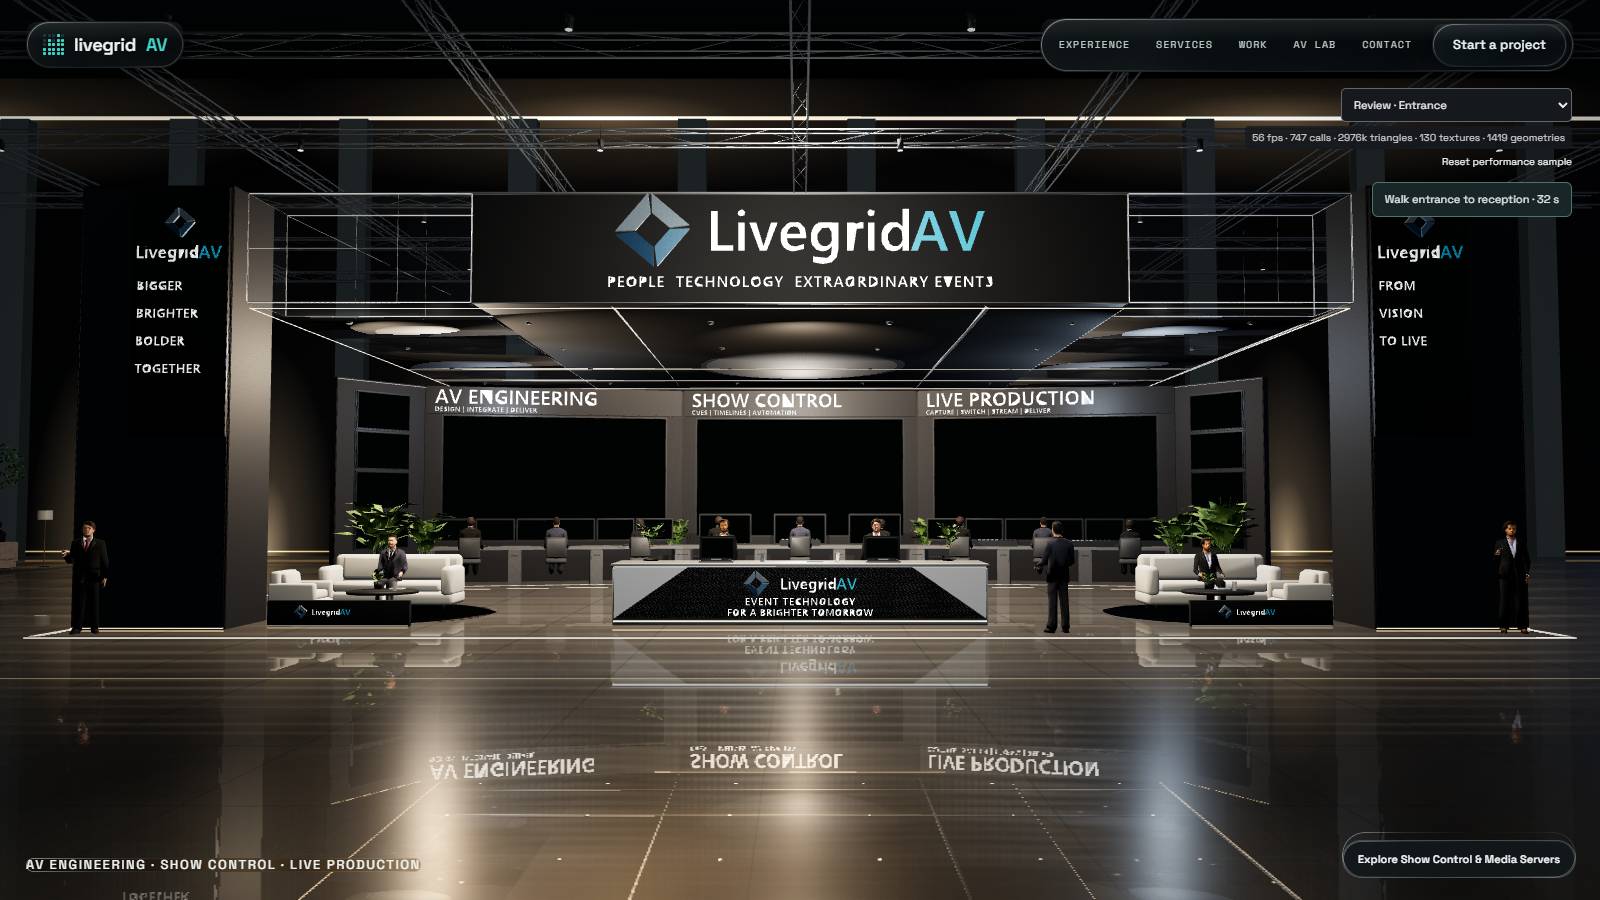 livegrid AV
EXPERIENCE SERVICES WORK AV LAB CONTACT Start a project
Review · Entrance
56 fps · 747 calls · 2976k triangles · 130 textures · 1419 geometries
Reset performance sample
Walk entrance to reception · 32 s
LivegridAV
PEOPLE TECHNOLOGY EXTRAORDINARY EVENTS
LivegridAV
BIGGER
BRIGHTER
BOLDER
TOGETHER
LivegridAV
FROM
VISION
TO LIVE
AV ENGINEERING
DESIGN | INTEGRATE | DELIVER
SHOW CONTROL
CUES | TIMELINES | AUTOMATION
LIVE PRODUCTION
CAPTURE | SWITCH | STREAM | DELIVER
LivegridAV
EVENT TECHNOLOGY
FOR A BRIGHTER TOMORROW
LivegridAV
LivegridAV
AV ENGINEERING · SHOW CONTROL · LIVE PRODUCTION
Explore Show Control & Media Servers